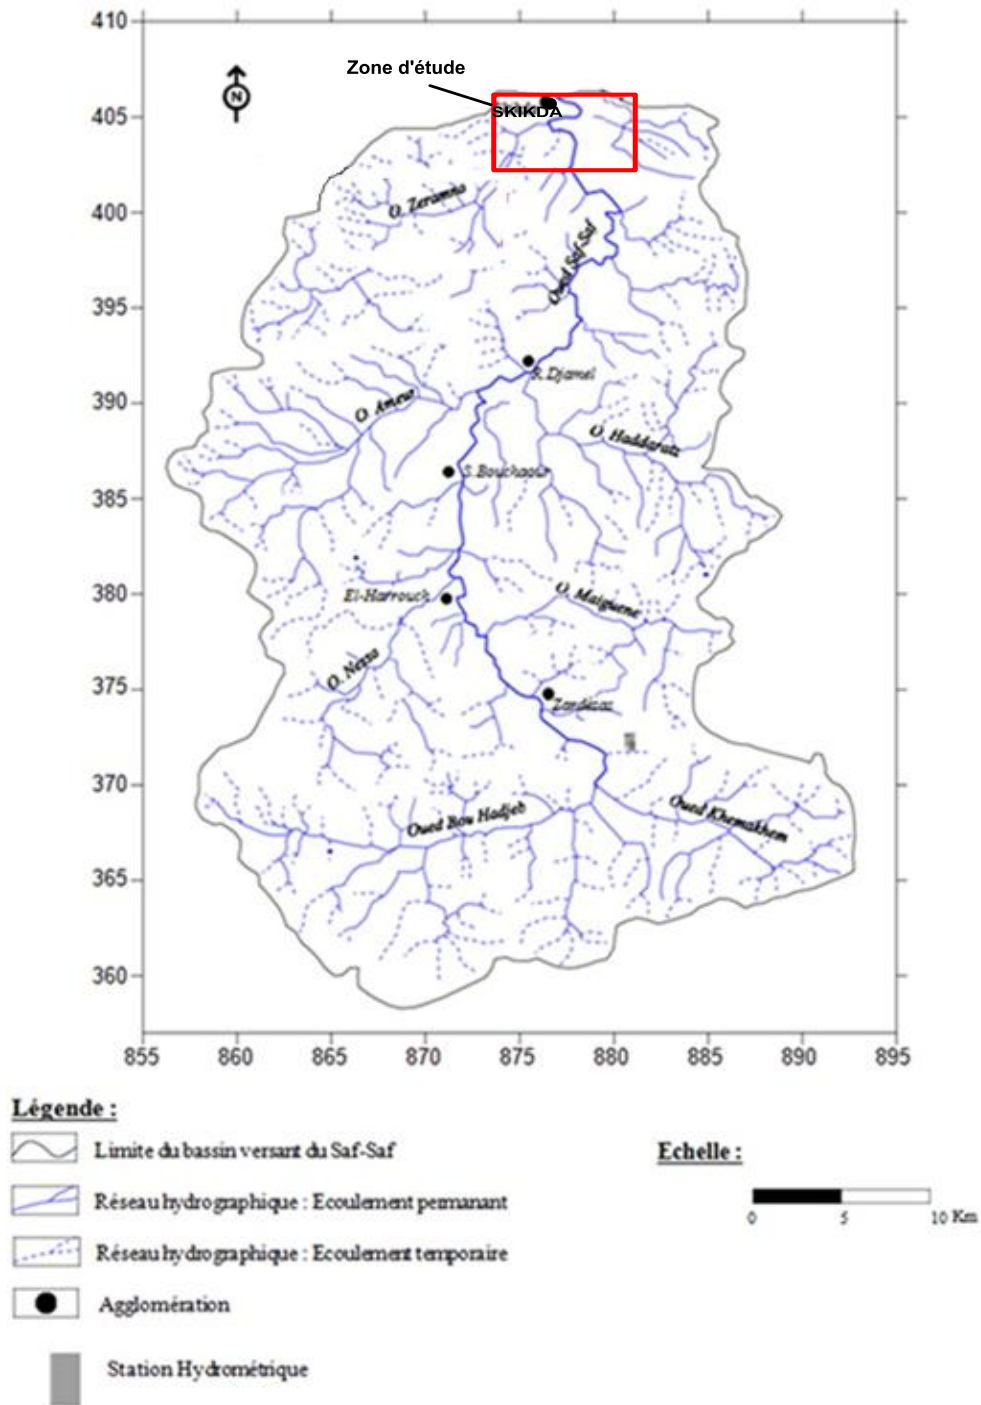 410
Zone d'étude
N
405
SKIKDA
400
O. Zeramna
Oued Saf-Saf
395
R.Djamel
390
O. Ameur
O. Haddaratz
S.Bouchaour
385
380
El-Harrouch
O. Maiguene
O. Nessa
375
Zardézas
370
Oued Bou Hadjeb
Oued Khemakhem
365
360
855 860 865 870 875 880 885 890 895
Légende :
Limite du bassin versant du Saf-Saf
Echelle :
Réseau hydrographique : Ecoulement permanant
0 5 10 Km
Réseau hydrographique : Ecoulement temporaire
Agglomération
Station Hydrométrique